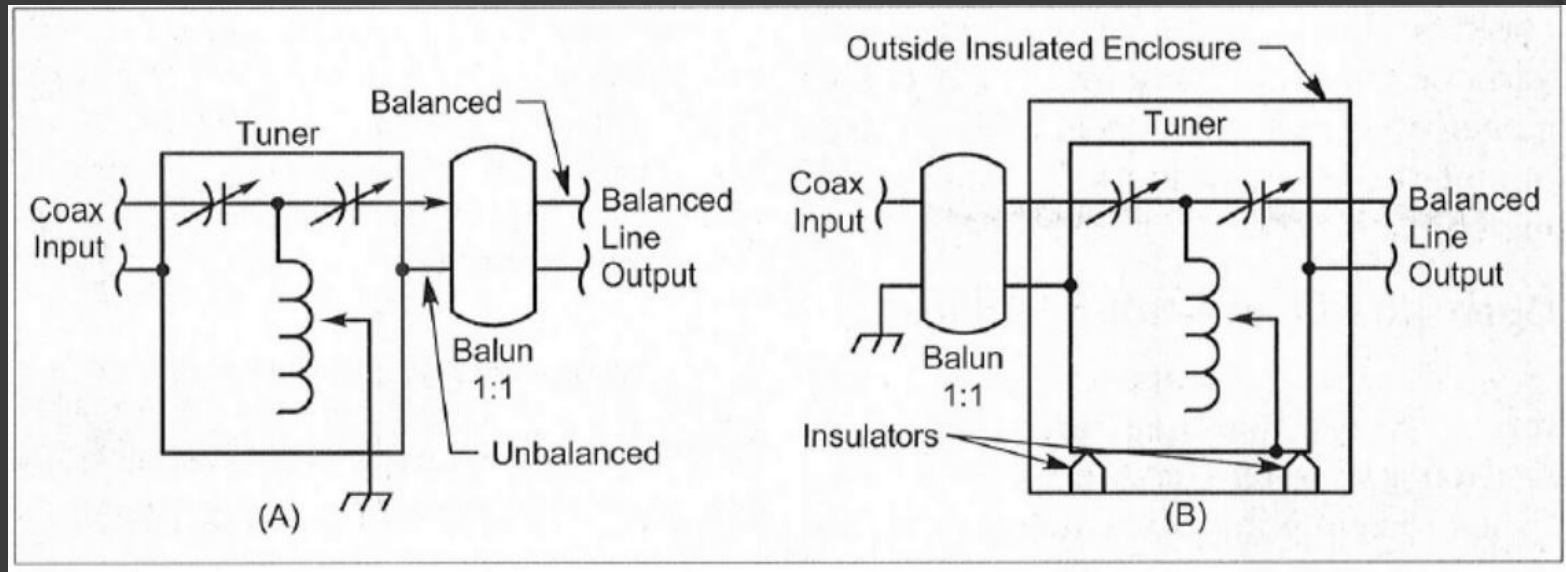 Tuner
Balanced
Coax
Input
Balanced
Line
Output
Balun
1:1
Unbalanced
(A)
Outside Insulated Enclosure
Tuner
Coax
Input
Balanced
Line
Output
Balun
1:1
Insulators
(B)